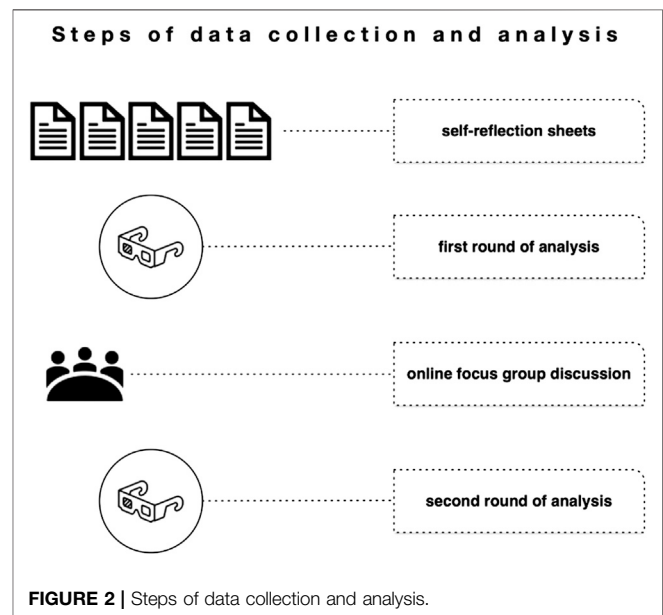 Steps of data collection and analysis
self-reflection sheets
first round of analysis
online focus group discussion
second round of analysis
FIGURE 2 | Steps of data collection and analysis.